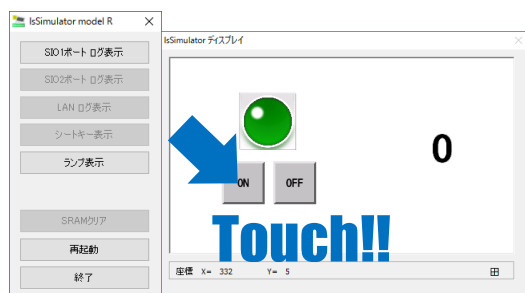 IsSimulator model R
SIO1ポート ログ表示
SIO2ポート ログ表示
LAN ログ表示
シートキー表示
ランプ表示
SRAMクリア
再起動
終了
IsSimulator ディスプレイ
0
ON
OFF
Touch!!
座標 X= 332 Y= 5